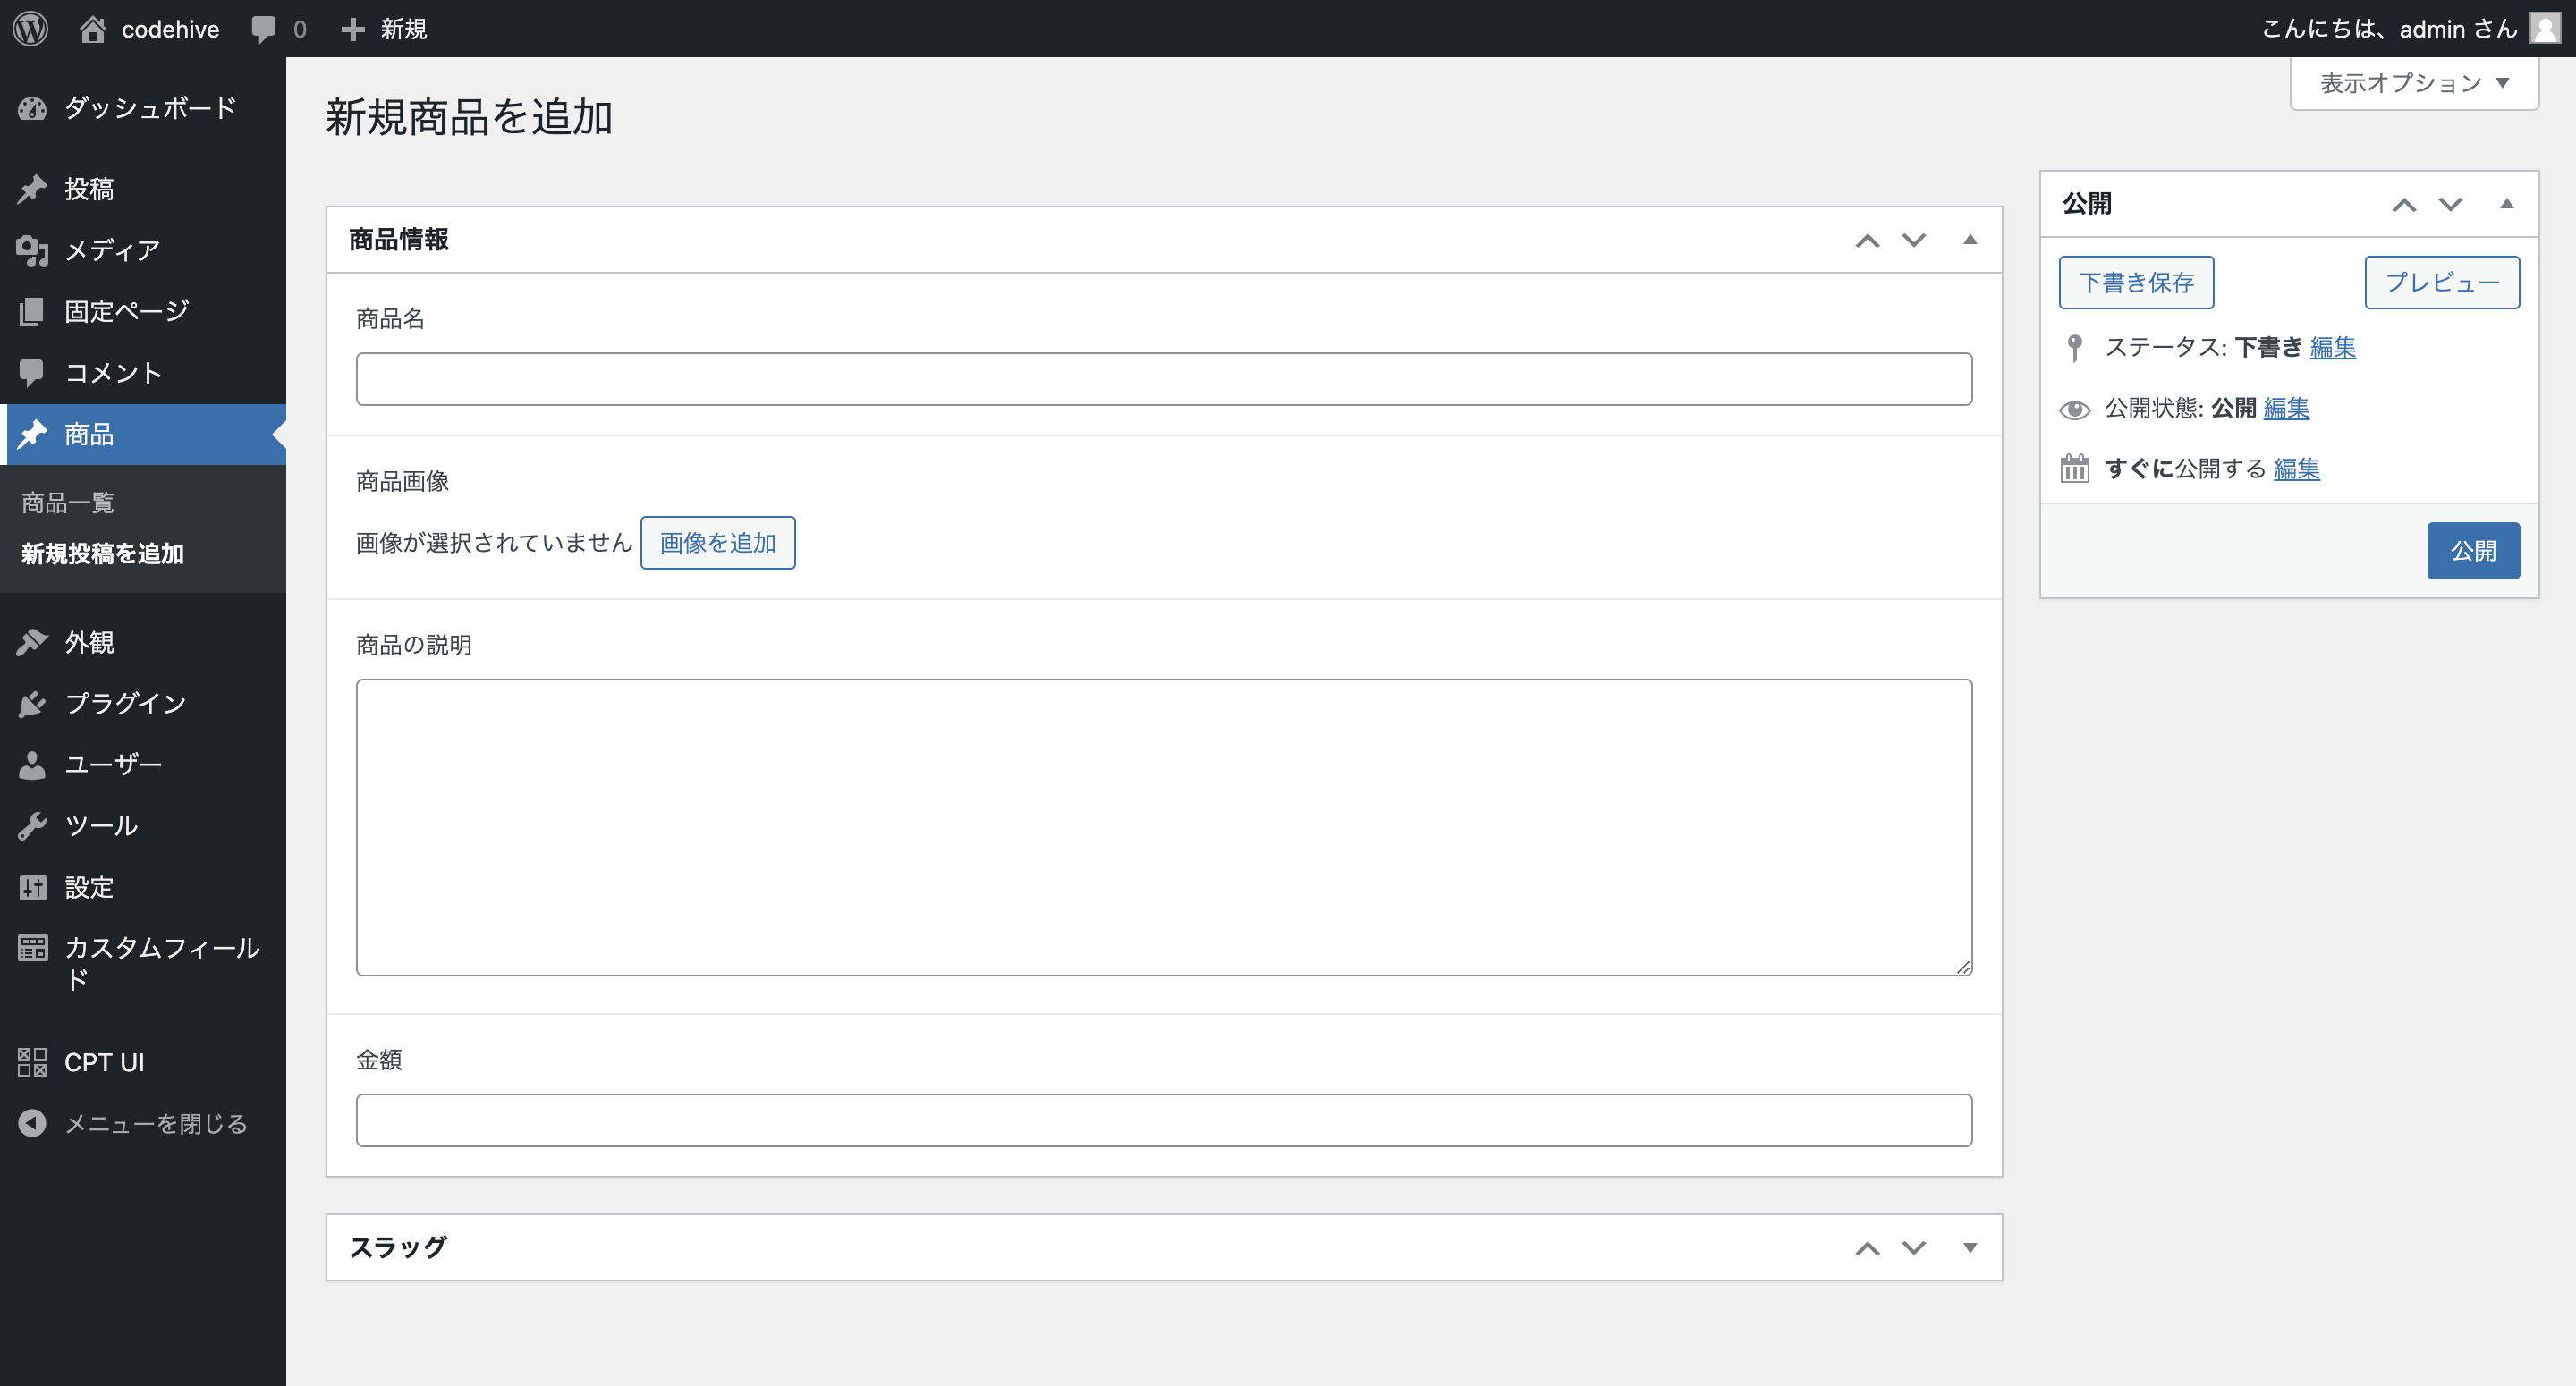 codehive 0 新規 こんにちは、admin さん
表示オプション ▼
ダッシュボード
投稿
メディア
固定ページ
コメント
商品
商品一覧
新規投稿を追加
外観
プラグイン
ユーザー
ツール
設定
カスタムフィール
ド
CPT UI
メニューを閉じる
新規商品を追加
商品情報
商品名
商品画像
画像が選択されていません 画像を追加
商品の説明
金額
スラッグ
公開
下書き保存 プレビュー
ステータス: 下書き 編集
公開状態: 公開 編集
すぐに公開する 編集
公開